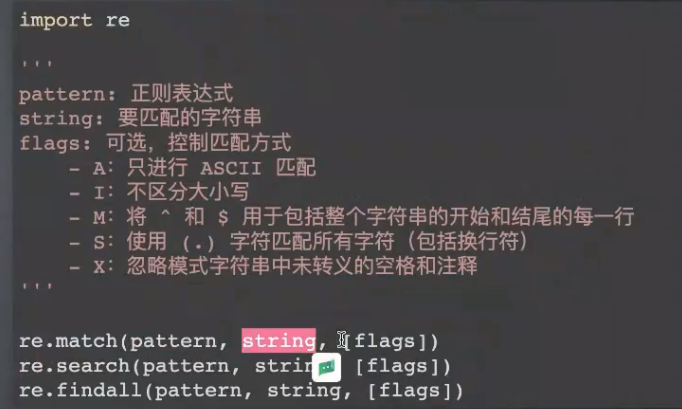 import re
'''
pattern: 正则表达式
string: 要匹配的字符串
flags: 可选，控制匹配方式
- A: 只进行 ASCII 匹配
- I: 不区分大小写
- M: 将 ^ 和 $ 用于包括整个字符串的开始和结尾的每一行
- S: 使用 (.) 字符匹配所有字符（包括换行符）
- X: 忽略模式字符串中未转义的空格和注释
'''
re.match(pattern, string, [flags])
re.search(pattern, strin [flags])
re.findall(pattern, string, [flags])